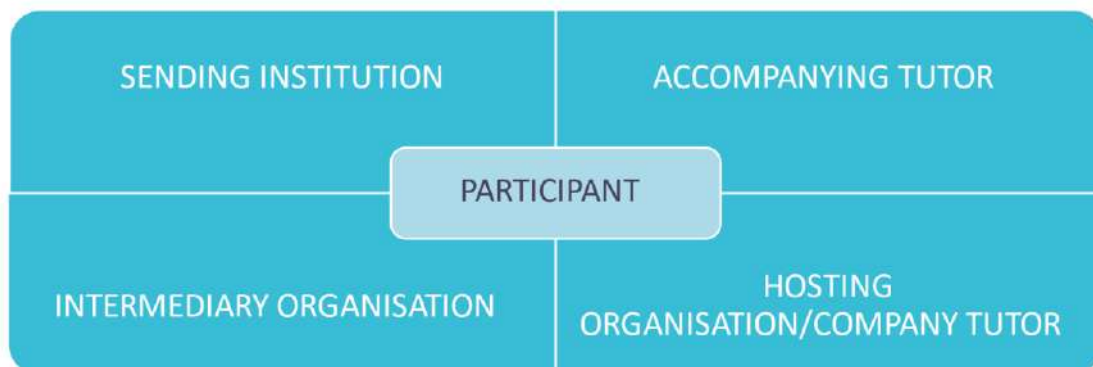 SENDING INSTITUTION
ACCOMPANYING TUTOR
PARTICIPANT
INTERMEDIARY ORGANISATION
HOSTING
ORGANISATION/COMPANY TUTOR